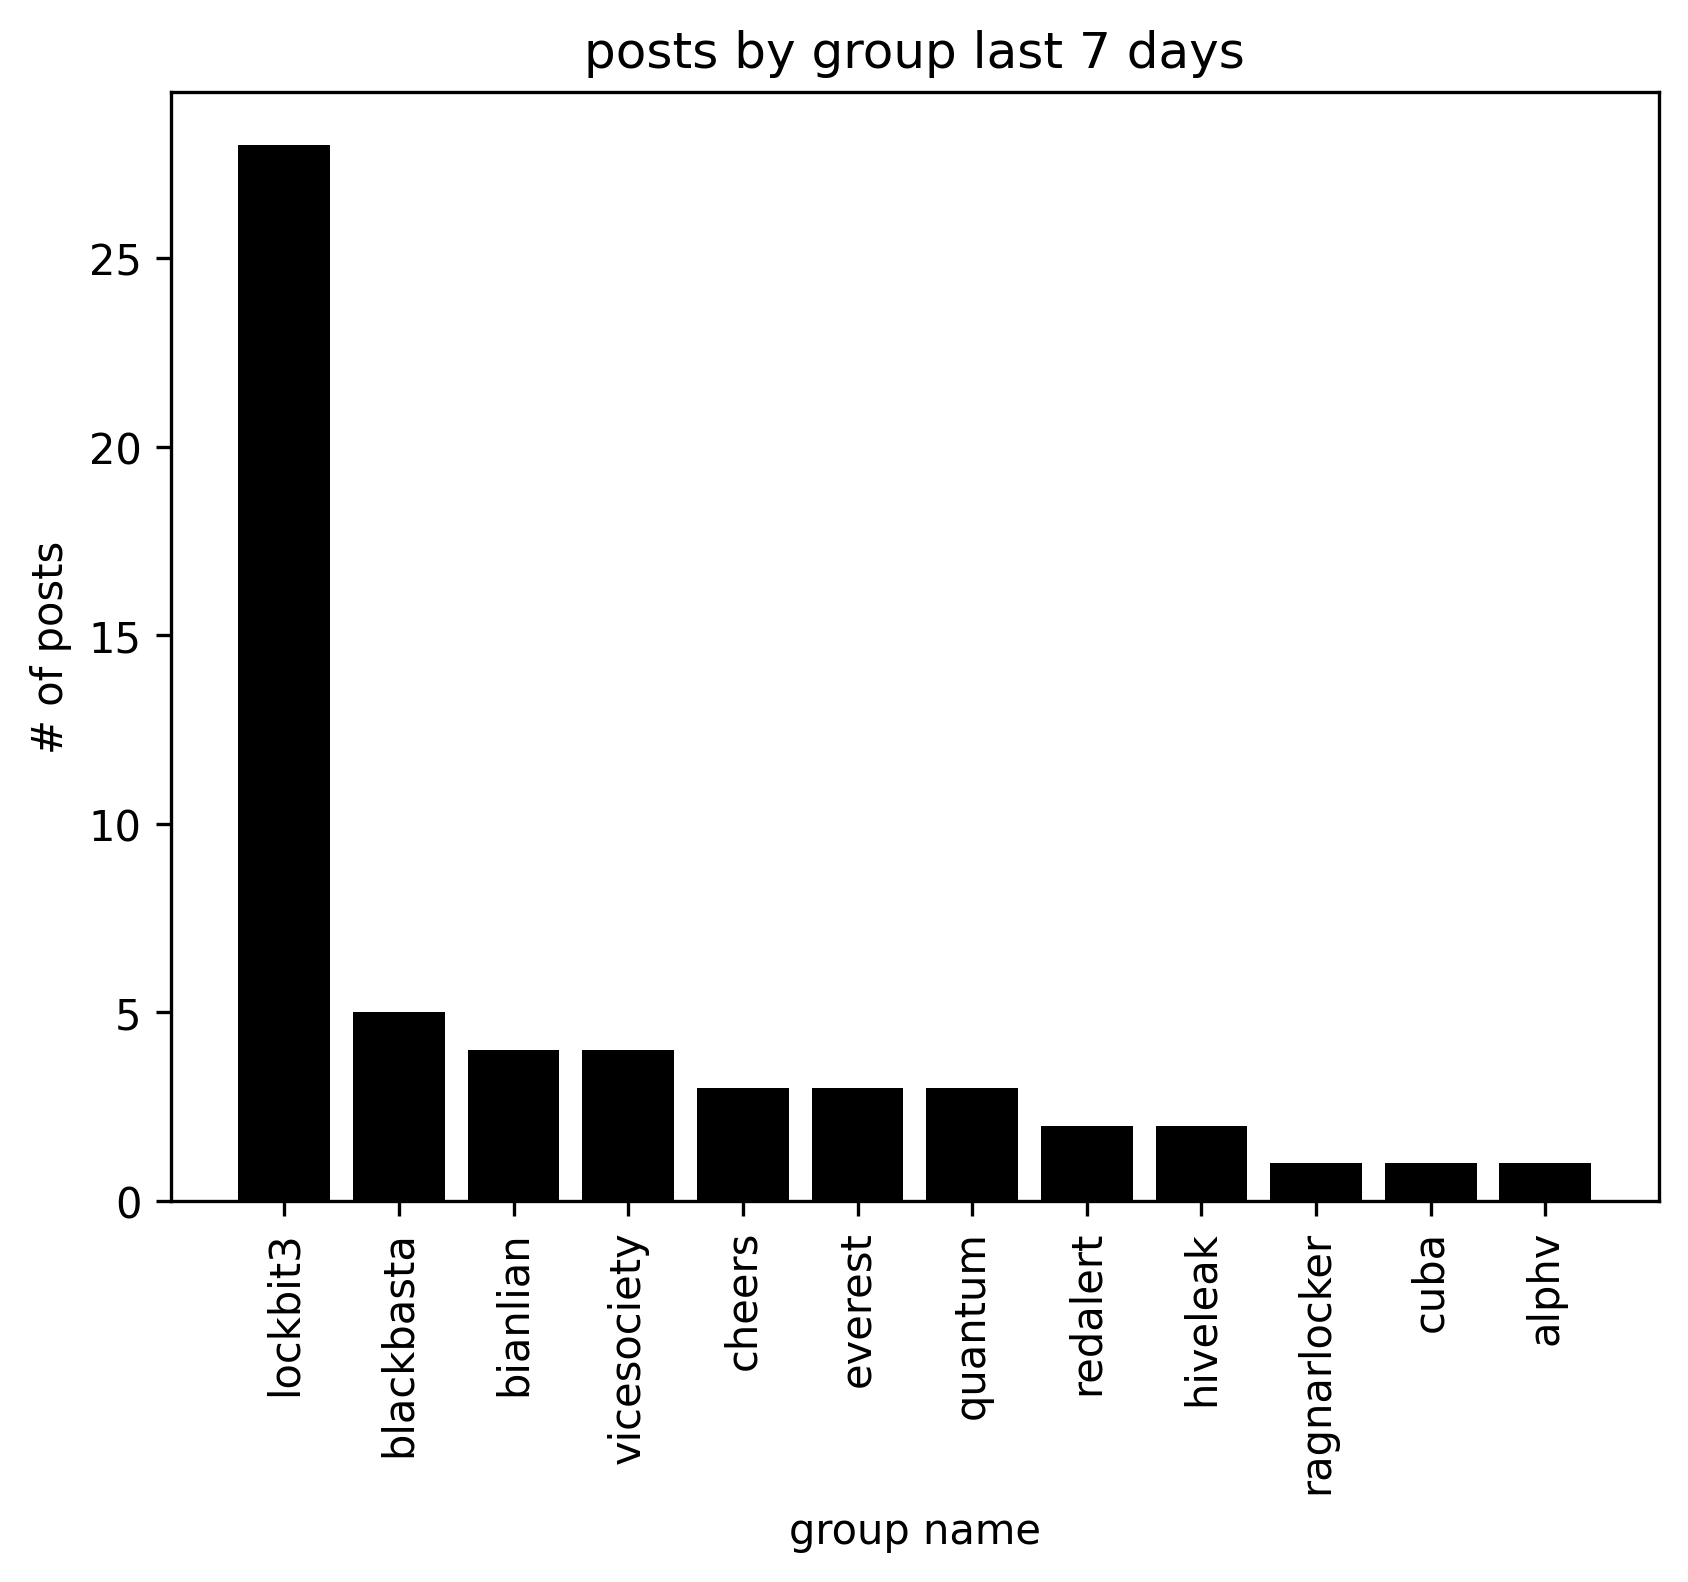 posts by group last 7 days
# of posts
25
20
15
10
5
0
lockbit3
blackbasta
bianlian
vicesociety
cheers
everest
quantum
redalert
hiveleak
ragnarlocker
cuba
alphv
group name